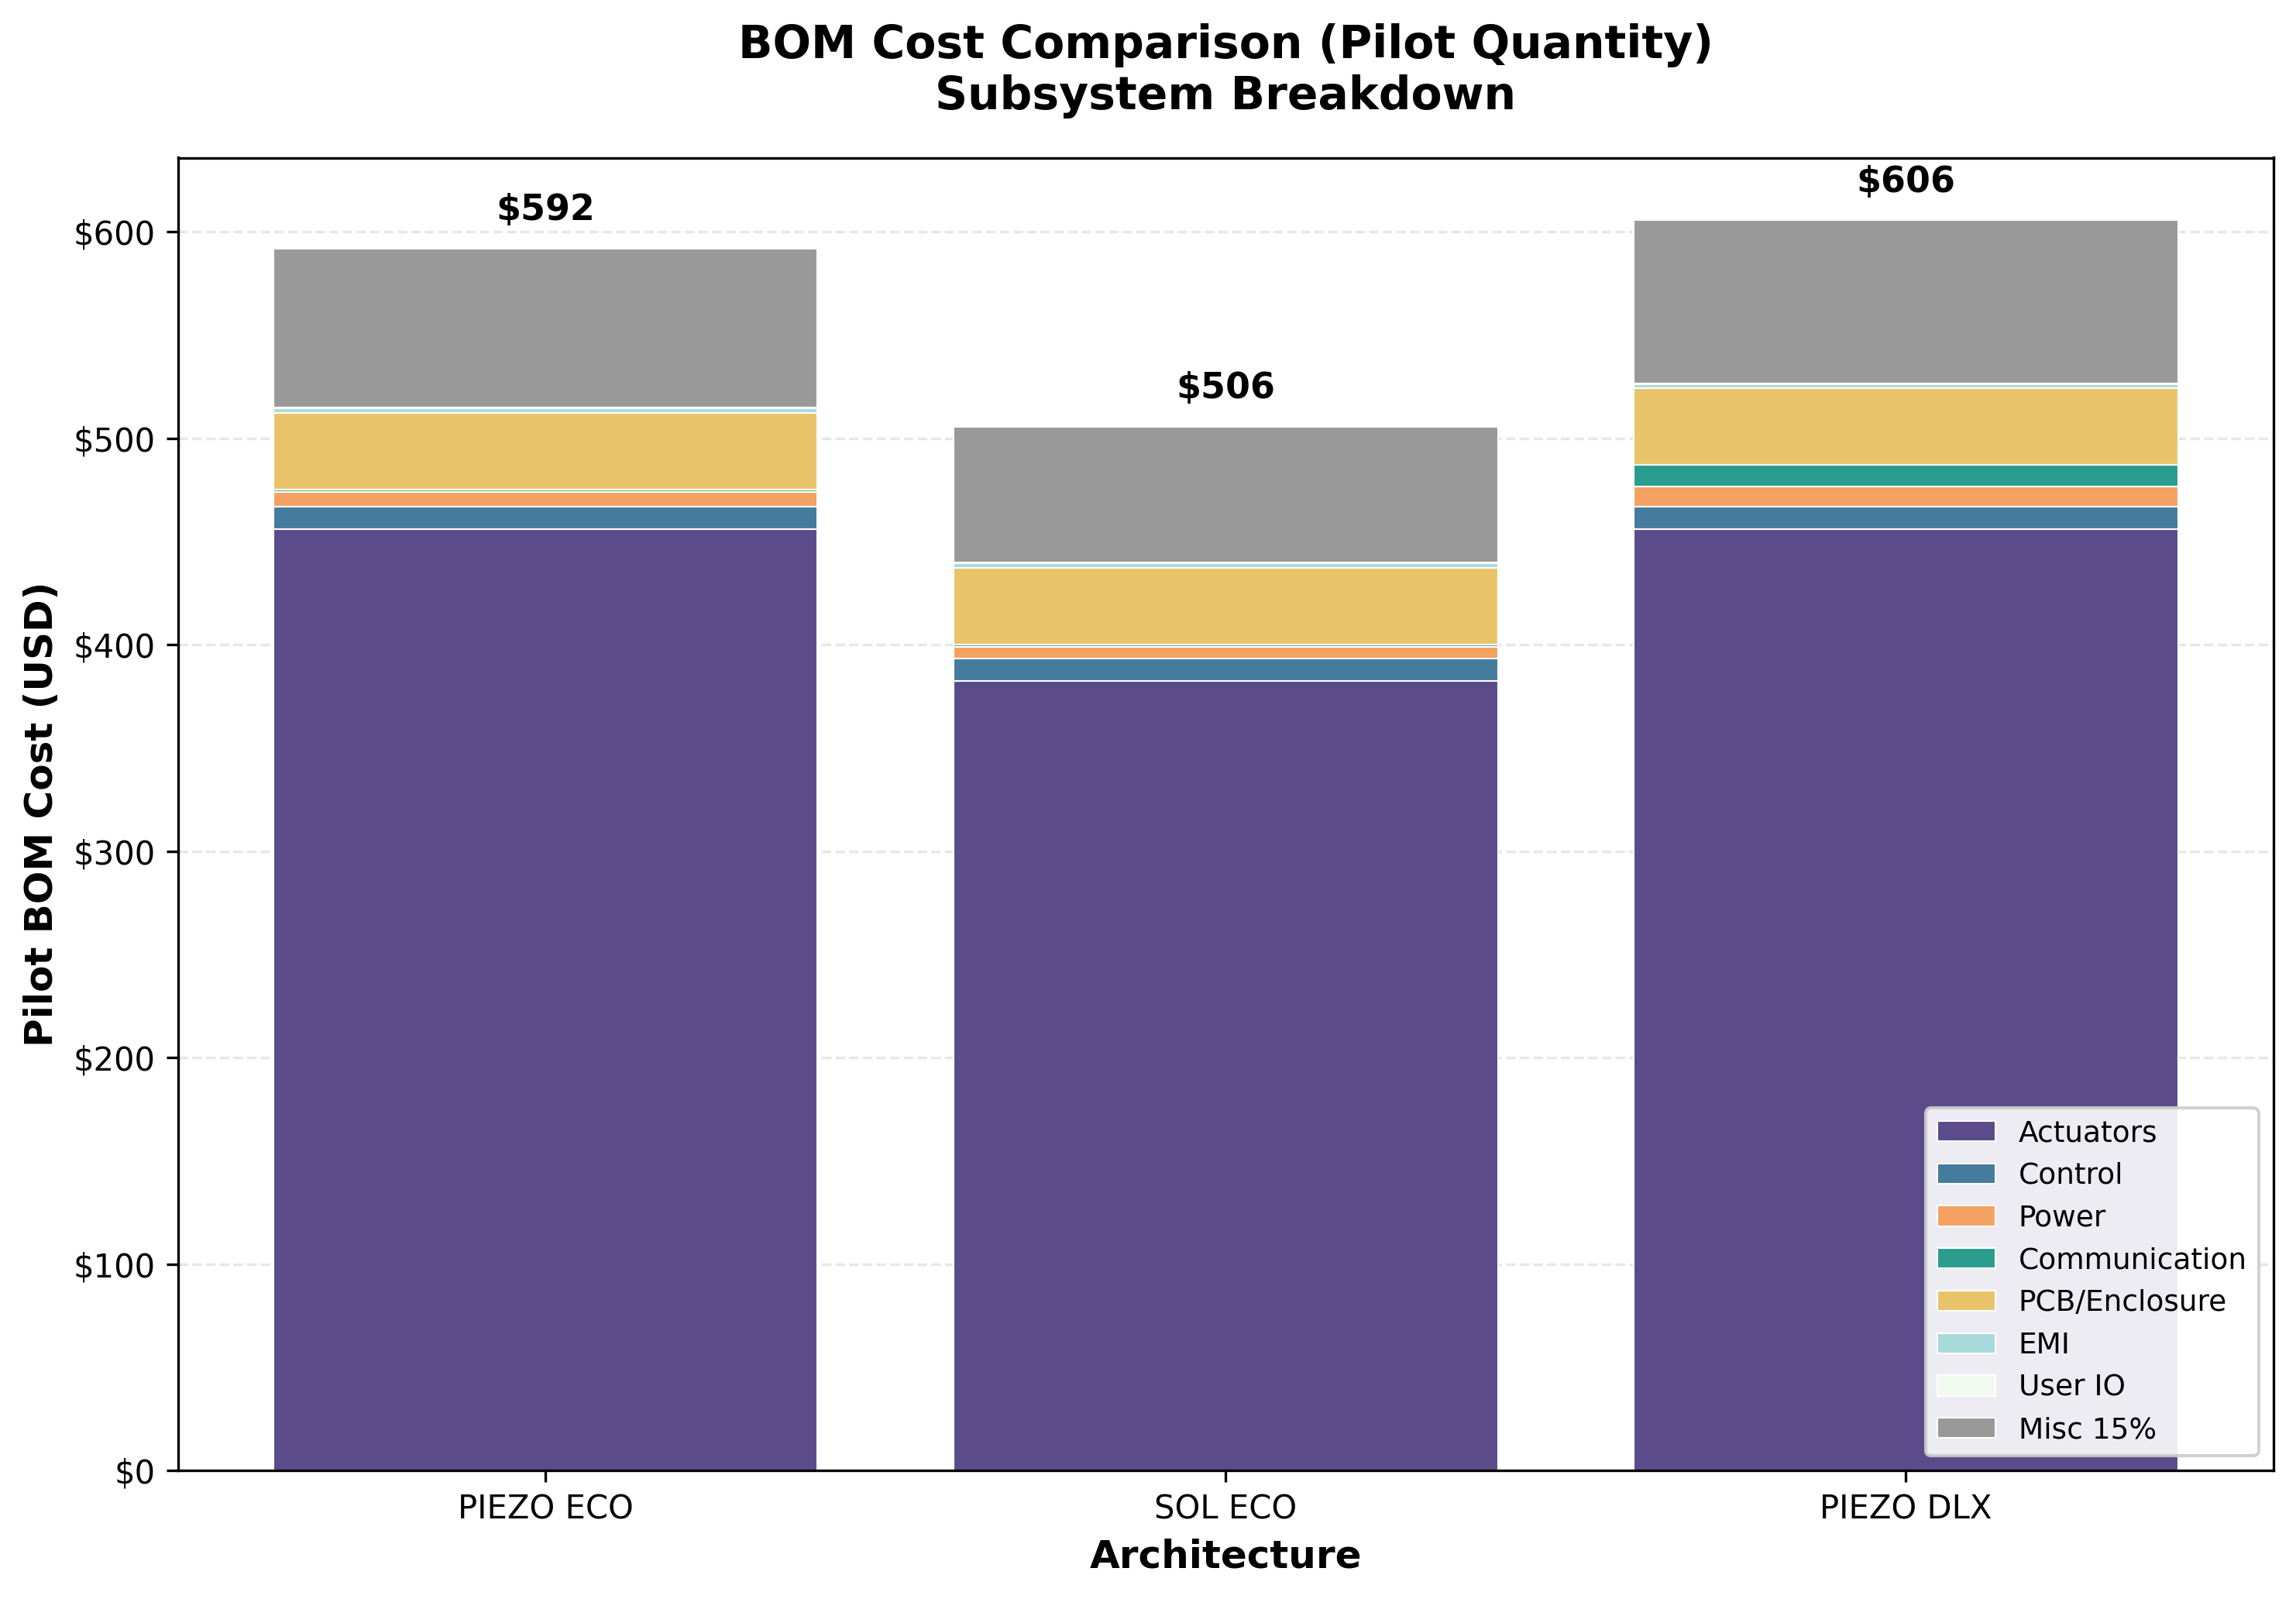 BOM Cost Comparison (Pilot Quantity)
Subsystem Breakdown
Pilot BOM Cost (USD)
$600
$500
$400
$300
$200
$100
$0
$592
$506
$606
PIEZO ECO
SOL ECO
PIEZO DLX
Architecture
Actuators
Control
Power
Communication
PCB/Enclosure
EMI
User IO
Misc 15%